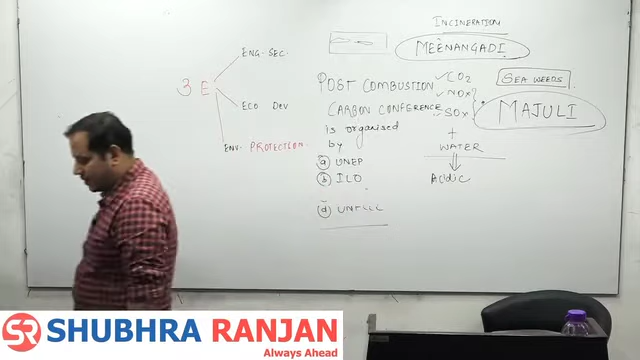 INCINERATION
MEENANGADI
3 E
ENG. SEC.
ECO DEV
ENV. PROTECTION.
POST COMBUSTION
CARBON CONFERENCE
is organised
by
(a) UNEP
(b) ILO
(d)
CO2
NOx
SOx
+
WATER
Acidic
SEA WEEDS
MAJULI
SR
SHUBHRA RANJAN
Always Ahead